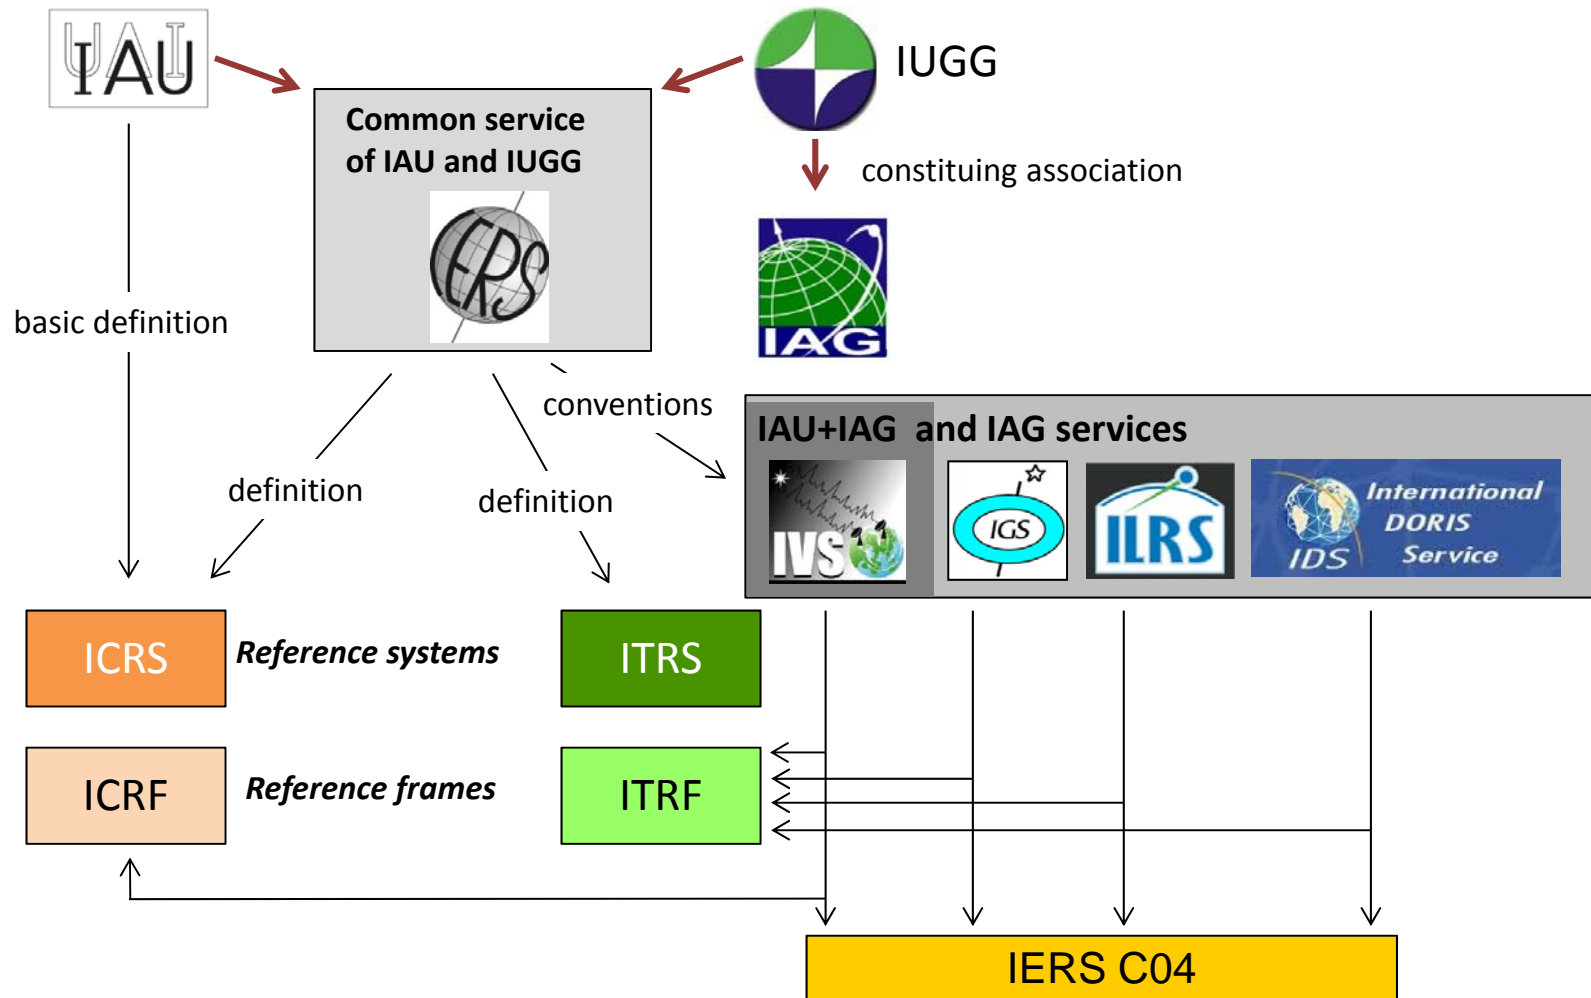 UAI
IAU
IUGG
Common service
of IAU and IUGG
IERS
constituing association
IAG
basic definition
conventions
definition
definition
IAU+IAG and IAG services
IVS
IGS
ILRS
IDS
International
DORIS
Service
ICRS
Reference systems
ITRS
ICRF
Reference frames
ITRF
IERS C04